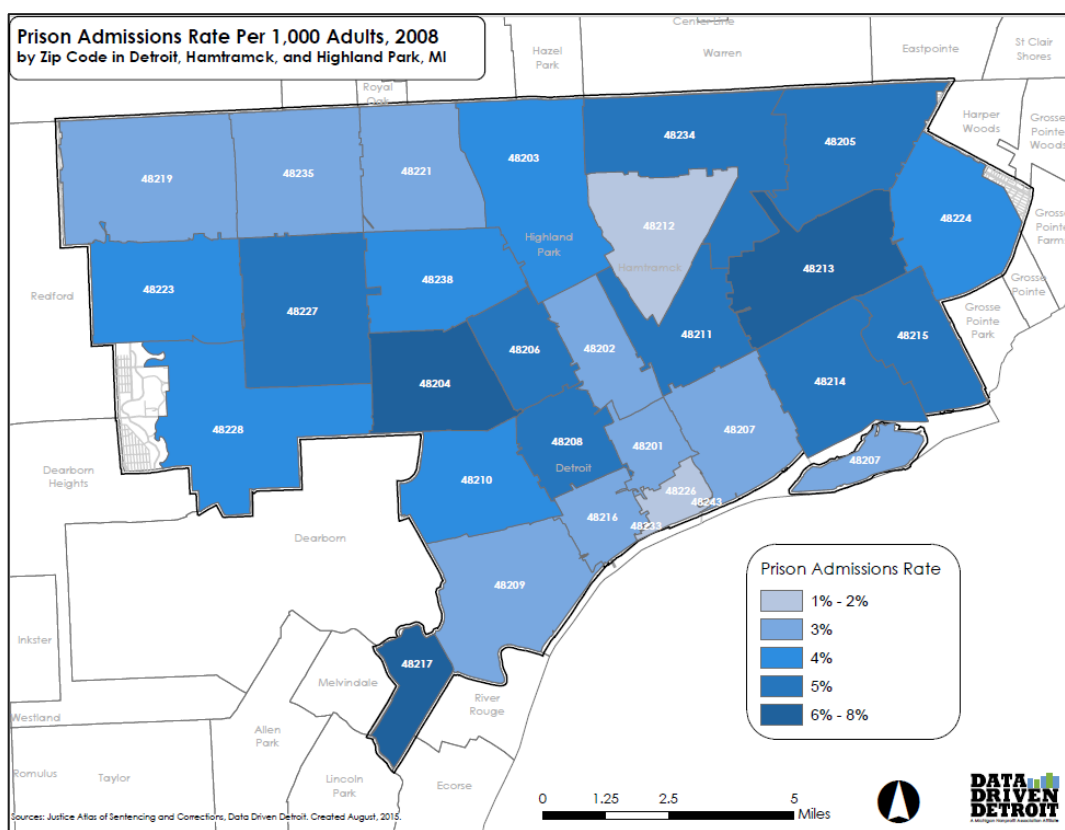 Prison Admissions Rate Per 1,000 Adults, 2008
by Zip Code in Detroit, Hamtramck, and Highland Park, MI
Center Line
Warren
Hazel
Park
Eastpointe
St Clair
Shores
Royal
Oak
Harper
Woods
Grosse
Pointe
Woods
48234
48205
48203
48221
48235
48219
48224
48212
Grosse
Pointe
Farms
Highland
Park
Hamtramck
48213
Grosse
Pointe
48238
48223
Redford
48227
Grosse
Pointe
Park
48211
48215
48202
48206
48204
48214
48228
48207
48201
48208
Detroit
48207
Dearborn
Heights
48210
48226
48243
48216
48233
Dearborn
48209
Inkster
48217
Melvindale
River
Rouge
Westland
Allen
Park
Romulus
Taylor
Lincoln
Park
Ecorse
Prison Admissions Rate
1% - 2%
3%
4%
5%
6% - 8%
0 1.25 2.5 5
Miles
DATA
DRIVEN
DETROIT
A Michigan Nonprofit Association Affiliate
Sources: Justice Atlas of Sentencing and Corrections, Data Driven Detroit. Created August, 2015.